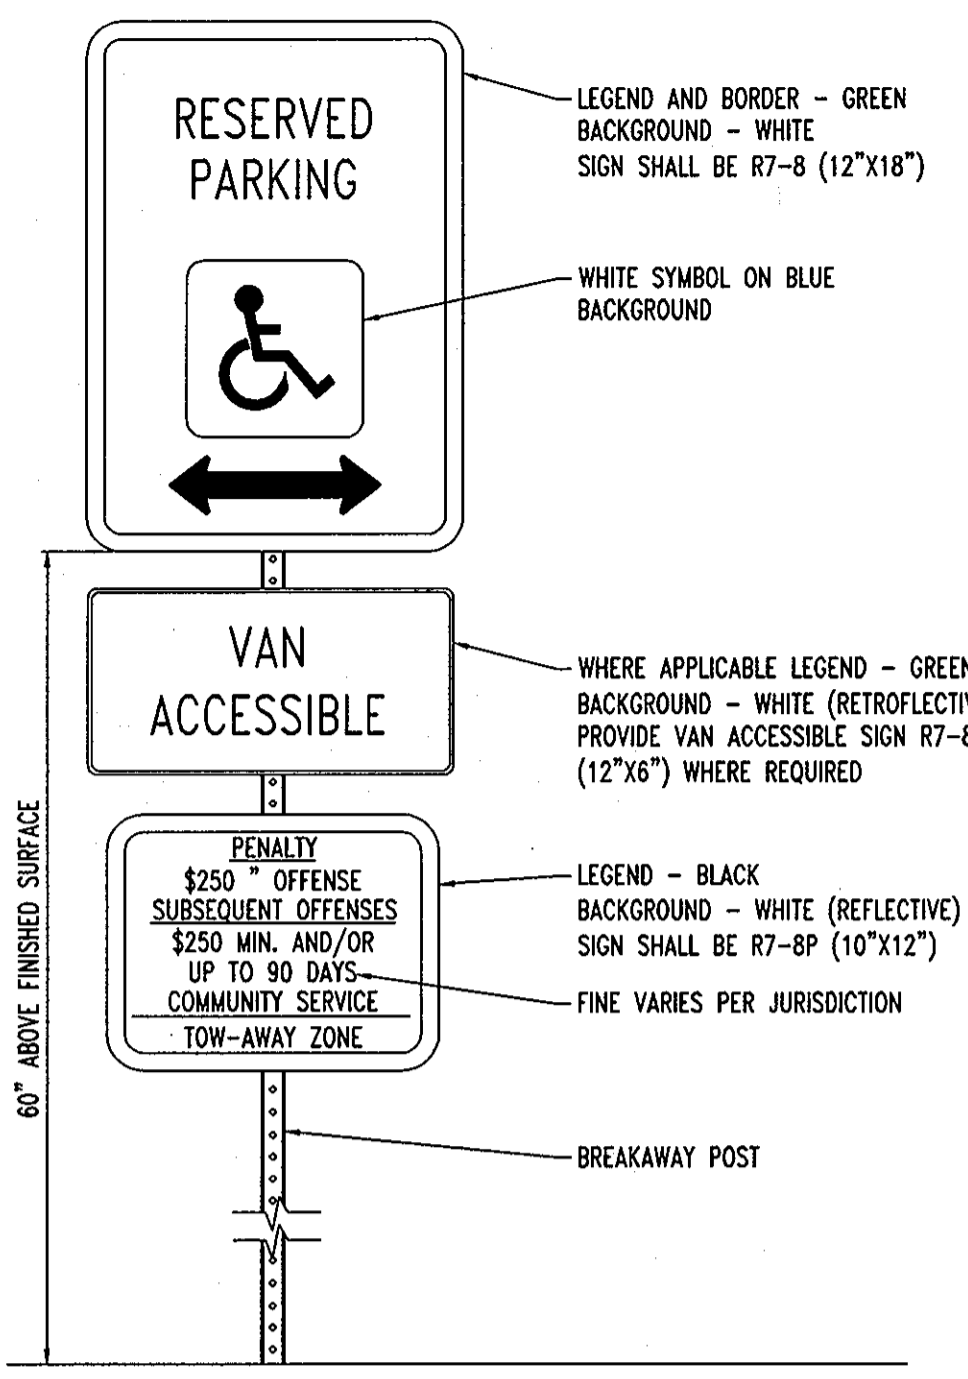 RESERVED
PARKING
LEGEND AND BORDER - GREEN
BACKGROUND - WHITE
SIGN SHALL BE R7-8 (12"X18")
WHITE SYMBOL ON BLUE
BACKGROUND
VAN
ACCESSIBLE
WHERE APPLICABLE LEGEND - GREEN
BACKGROUND - WHITE
PROVIDE VAN ACCESSIBLE SIGN
(12"X6") WHERE REQUIRED
PENALTY
$250 " OFFENSE
SUBSEQUENT OFFENSES
$250 MIN. AND/OR
UP TO 90 DAYS
COMMUNITY SERVICE
TOW-AWAY ZONE
LEGEND - BLACK
BACKGROUND - WHITE (REFLECTIVE)
SIGN SHALL BE R7-8P (10"X12")
FINE VARIES PER JURISDICTION
BREAKAWAY POST
60" ABOVE FINISHED SURFACE